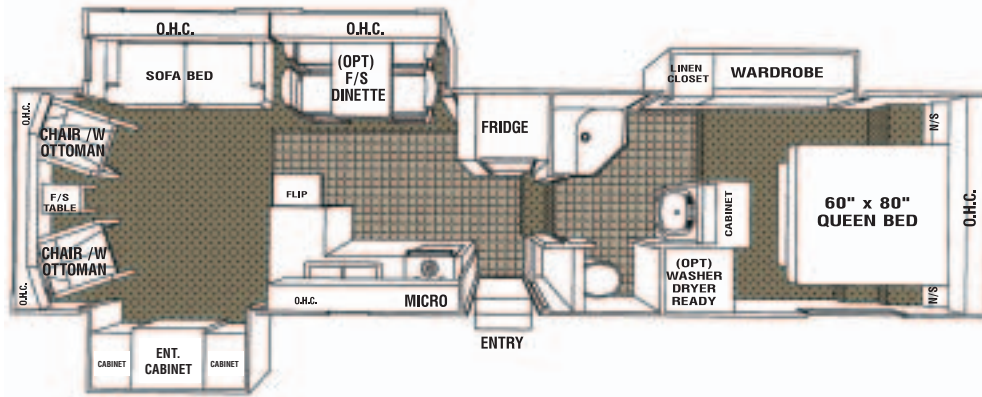 O.H.C.
O.H.C.
SOFA BED
(OPT)
F/S
DINETTE
LINEN
CLOSET
WARDROBE
O.H.C.
CHAIR /W
OTTOMAN
FRIDGE
N/S
F/S
TABLE
FLIP
CABINET
60" x 80"
QUEEN BED
O.H.C.
CHAIR /W
OTTOMAN
(OPT)
WASHER
DRYER
READY
O.H.C.
O.H.C.
MICRO
N/S
ENTRY
CABINET
ENT.
CABINET
CABINET